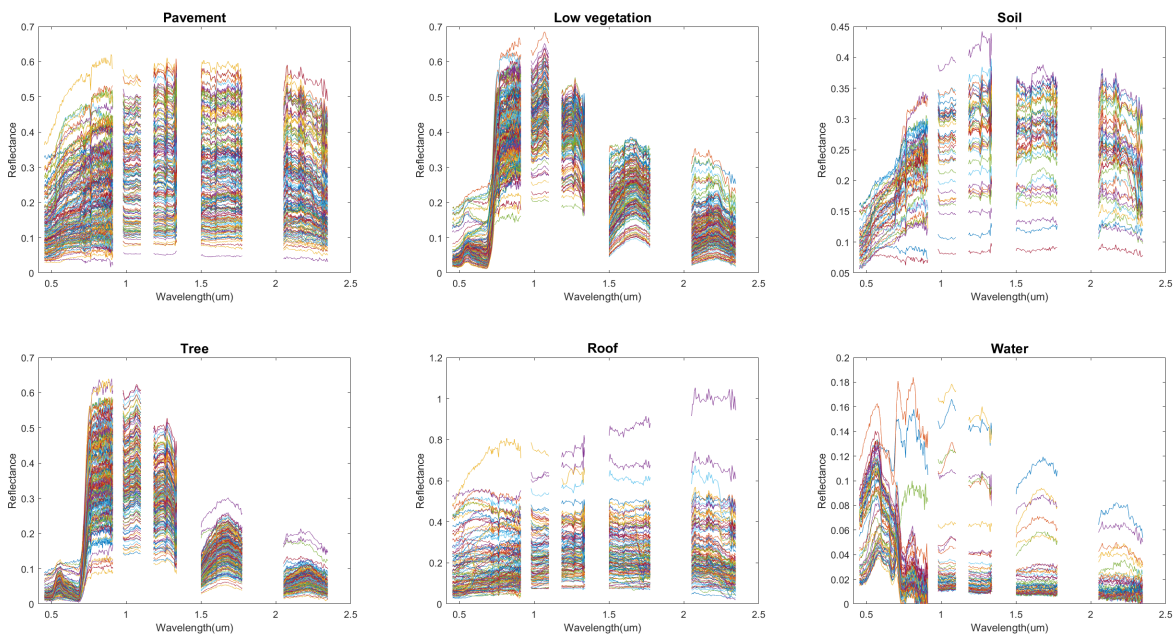 Pavement
0.7
0.6
0.5
0.4
0.3
0.2
0.1
0
Reflectance
0.5 1 1.5 2 2.5
Wavelength(um)
Low vegetation
0.7
0.6
0.5
0.4
0.3
0.2
0.1
0
Reflectance
0.5 1 1.5 2 2.5
Wavelength(um)
Soil
0.45
0.4
0.35
0.3
0.25
0.2
0.15
0.1
0.05
Reflectance
0.5 1 1.5 2 2.5
Wavelength(um)
Tree
0.7
0.6
0.5
0.4
0.3
0.2
0.1
0
Reflectance
0.5 1 1.5 2 2.5
Wavelength(um)
Roof
1.2
1
0.8
0.6
0.4
0.2
0
Reflectance
0.5 1 1.5 2 2.5
Wavelength(um)
Water
0.2
0.18
0.16
0.14
0.12
0.1
0.08
0.06
0.04
0.02
0
Reflectance
0.5 1 1.5 2 2.5
Wavelength(um)